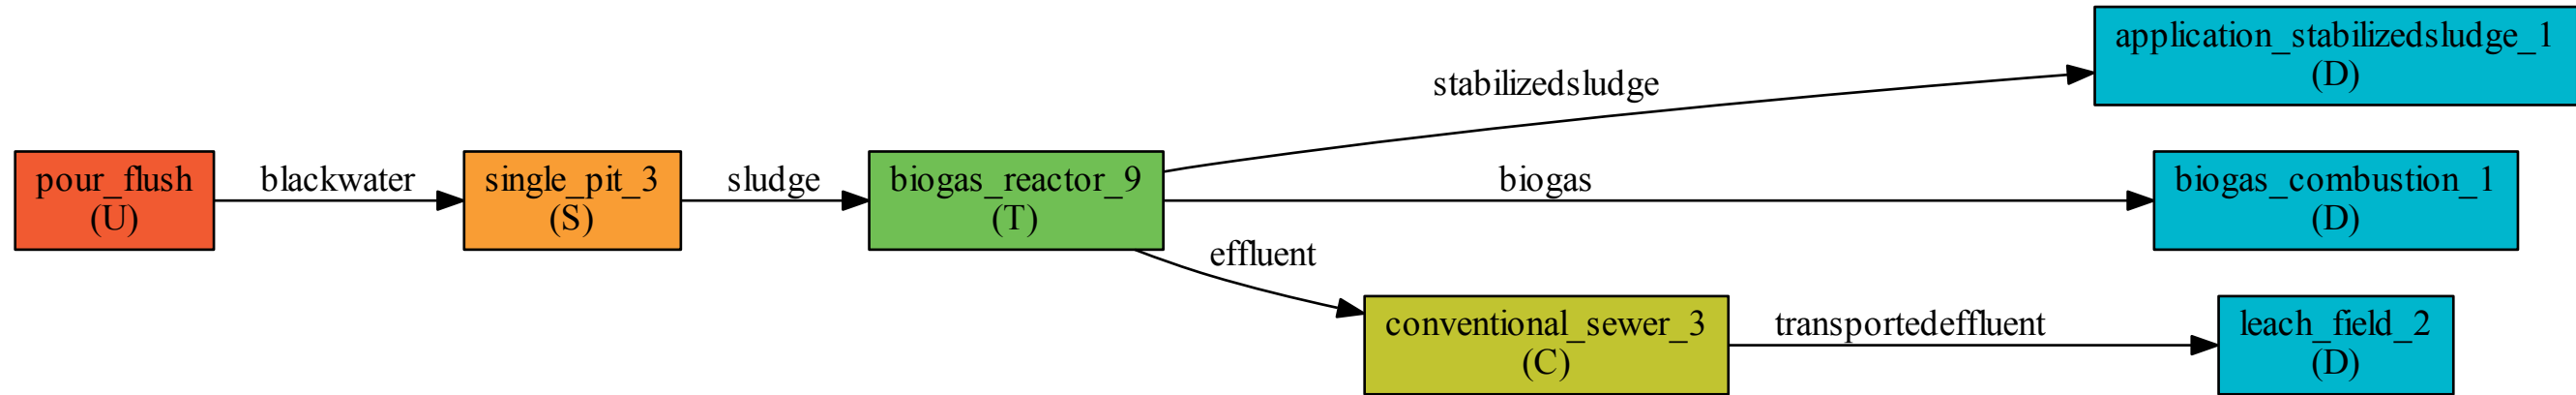 application_stabilizedsludge_1
(D)
stabilizedsludge
pour_flush
(U)
blackwater
single_pit_3
(S)
sludge
biogas_reactor_9
(T)
biogas
biogas_combustion_1
(D)
effluent
conventional_sewer_3
(C)
transportedeffluent
leach_field_2
(D)